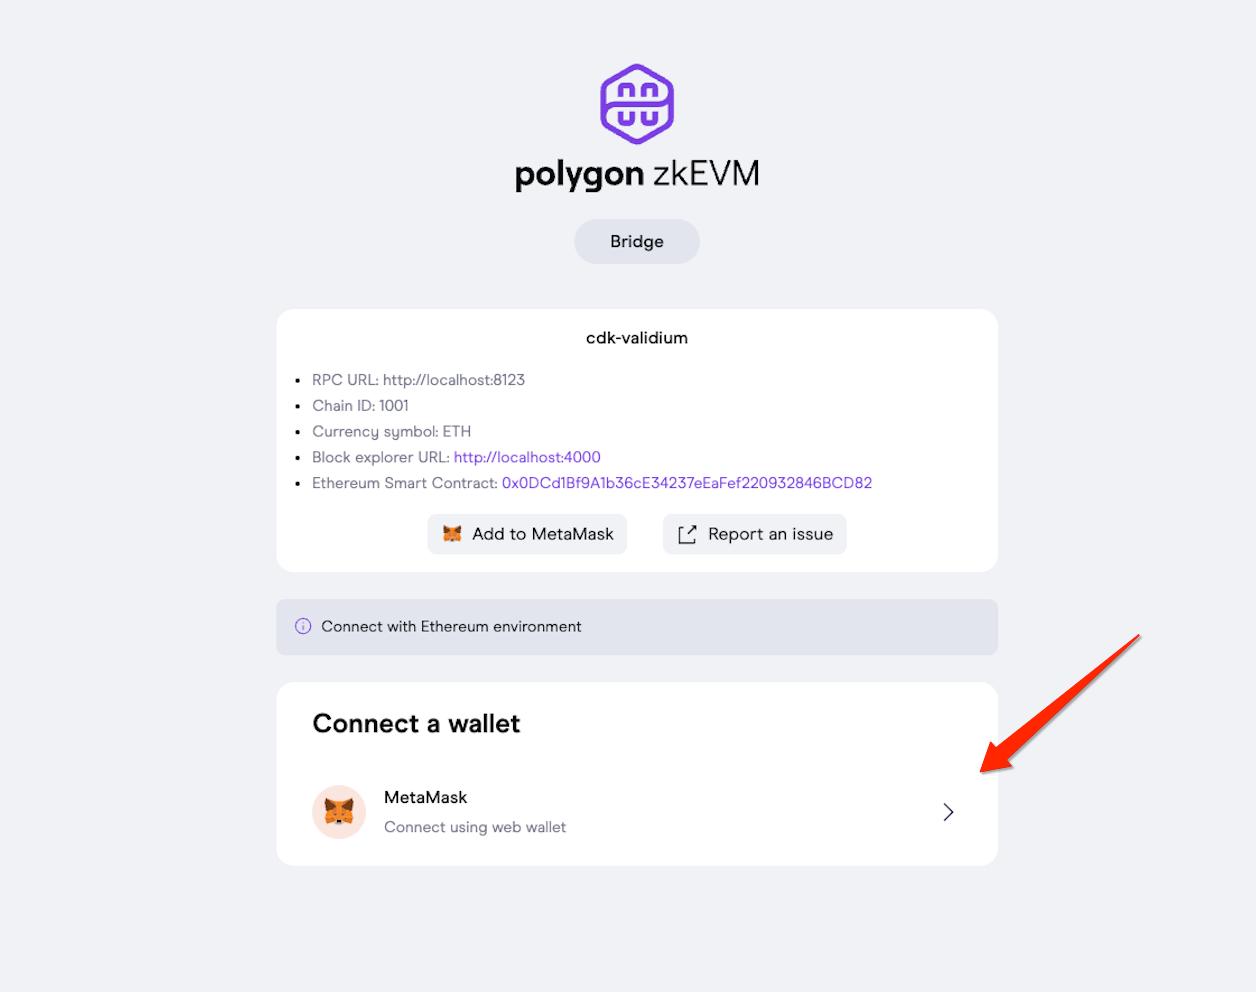 polygon zkEVM
Bridge
cdk-validium
RPC URL: http://localhost:8123
Chain ID: 1001
Currency symbol: ETH
Block explorer URL: http://localhost:4000
Ethereum Smart Contract: 0x0DCd1Bf9A1b36cE34237eEaFef220932846BCD82
Add to MetaMask
Report an issue
Connect with Ethereum environment
Connect a wallet
MetaMask
Connect using web wallet